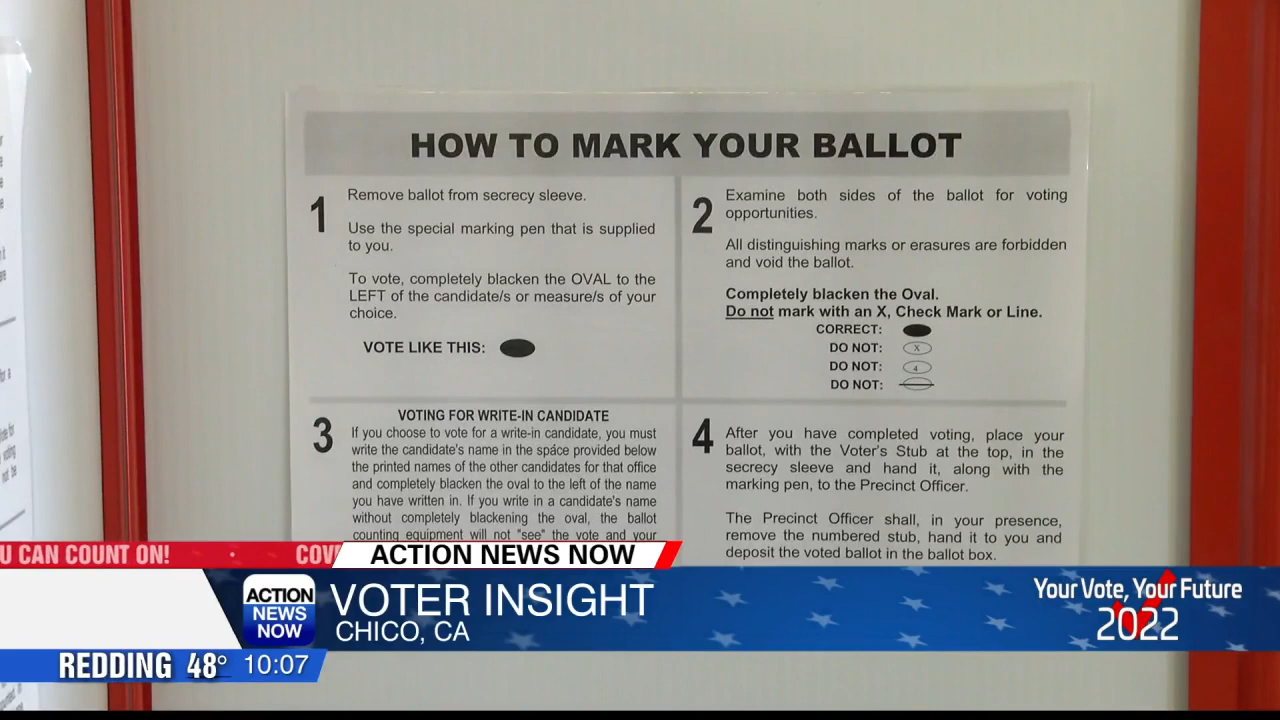 HOW TO MARK YOUR BALLOT
1
Remove ballot from secrecy sleeve.
Use the special marking pen that is supplied
to you.
To vote, completely blacken the OVAL to the
LEFT of the candidate/s or measure/s of your
choice.
VOTE LIKE THIS:
2
Examine both sides of the ballot for voting
opportunities.
All distinguishing marks or erasures are forbidden
and void the ballot.
Completely blacken the Oval.
Do not mark with an X, Check Mark or Line.
CORRECT:
DO NOT: X
DO NOT: 4
DO NOT:
3
VOTING FOR WRITE-IN CANDIDATE
If you choose to vote for a write-in candidate, you must
write the candidate's name in the space provided below
the printed names of the other candidates for that office
and completely blacken the oval to the left of the name
you have written in. If you write in a candidate's name
without completely blackening the oval, the ballot
counting equipment will not "see" the vote and your
4
After you have completed voting, place your
ballot, with the Voter's Stub at the top, in the
secrecy sleeve and hand it, along with the
marking pen, to the Precinct Officer.
The Precinct Officer shall, in your presence,
remove the numbered stub, hand it to you and
deposit the voted ballot in the ballot box.
U CAN COUNT ON! · COV
ACTION NEWS NOW
ACTION
NEWS
NOW
VOTER INSIGHT
CHICO, CA
Your Vote, Your Future
2022
REDDING 48° 10:07